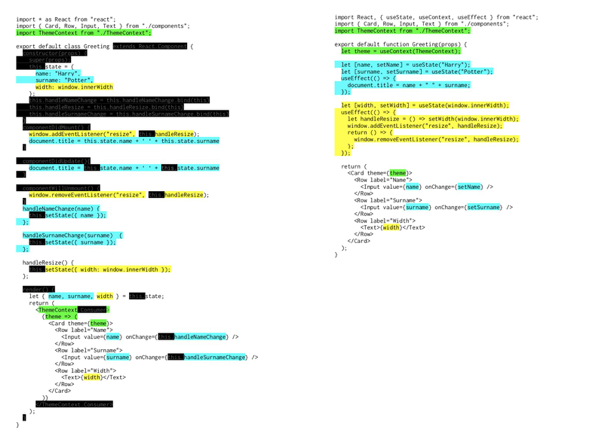 import * as React from "react";
import { Card, Row, Input, Text } from "./components";
import ThemeContext from "./ThemeContext";
export default class Greeting extends React.Component {
constructor(props) {
super(props);
this.state = {
name: "Harry",
surname: "Potter",
width: window.innerWidth
};
this.handleNameChange = this.handleNameChange.bind(this);
this.handleResize = this.handleResize.bind(this);
this.handleSurnameChange = this.handleSurnameChange.bind(this);
}
componentDidMount() {
window.addEventListener("resize", this.handleResize);
document.title = this.state.name + ' ' + this.state.surname
}
componentDidUpdate() {
document.title = this.state.name + ' ' + this.state.surname
}
componentWillUnmount() {
window.removeEventListener("resize", this.handleResize);
}
handleNameChange(name) {
this.setState({ name });
};
handleSurnameChange(surname) {
this.setState({ surname });
};
handleResize() {
this.setState({ width: window.innerWidth });
};
render() {
let { name, surname, width } = this.state;
return (
<ThemeContext.Consumer>
{theme => {
<Card theme={theme}>
<Row label="Name">
<Input value={name} onChange={this.handleNameChange} />
</Row>
<Row label="Surname">
<Input value={surname} onChange={this.handleSurnameChange} />
</Row>
<Row label="Width">
<Text>{width}</Text>
</Row>
</Card>
}}
</ThemeContext.Consumer>
);
}
}
import React, { useState, useContext, useEffect } from "react";
import { Card, Row, Input, Text } from "./components";
import ThemeContext from "./ThemeContext";
export default function Greeting(props) {
let theme = useContext(ThemeContext);
let [name, setName] = useState("Harry");
let [surname, setSurname] = useState("Potter");
useEffect(() => {
document.title = name + " " + surname;
});
let [width, setWidth] = useState(window.innerWidth);
useEffect(() => {
let handleResize = () => setWidth(window.innerWidth);
window.addEventListener("resize", handleResize);
return () => {
window.removeEventListener("resize", handleResize);
};
});
return (
<Card theme={theme}>
<Row label="Name">
<Input value={name} onChange={setName} />
</Row>
<Row label="Surname">
<Input value={surname} onChange={setSurname} />
</Row>
<Row label="Width">
<Text>{width}</Text>
</Row>
</Card>
);
}